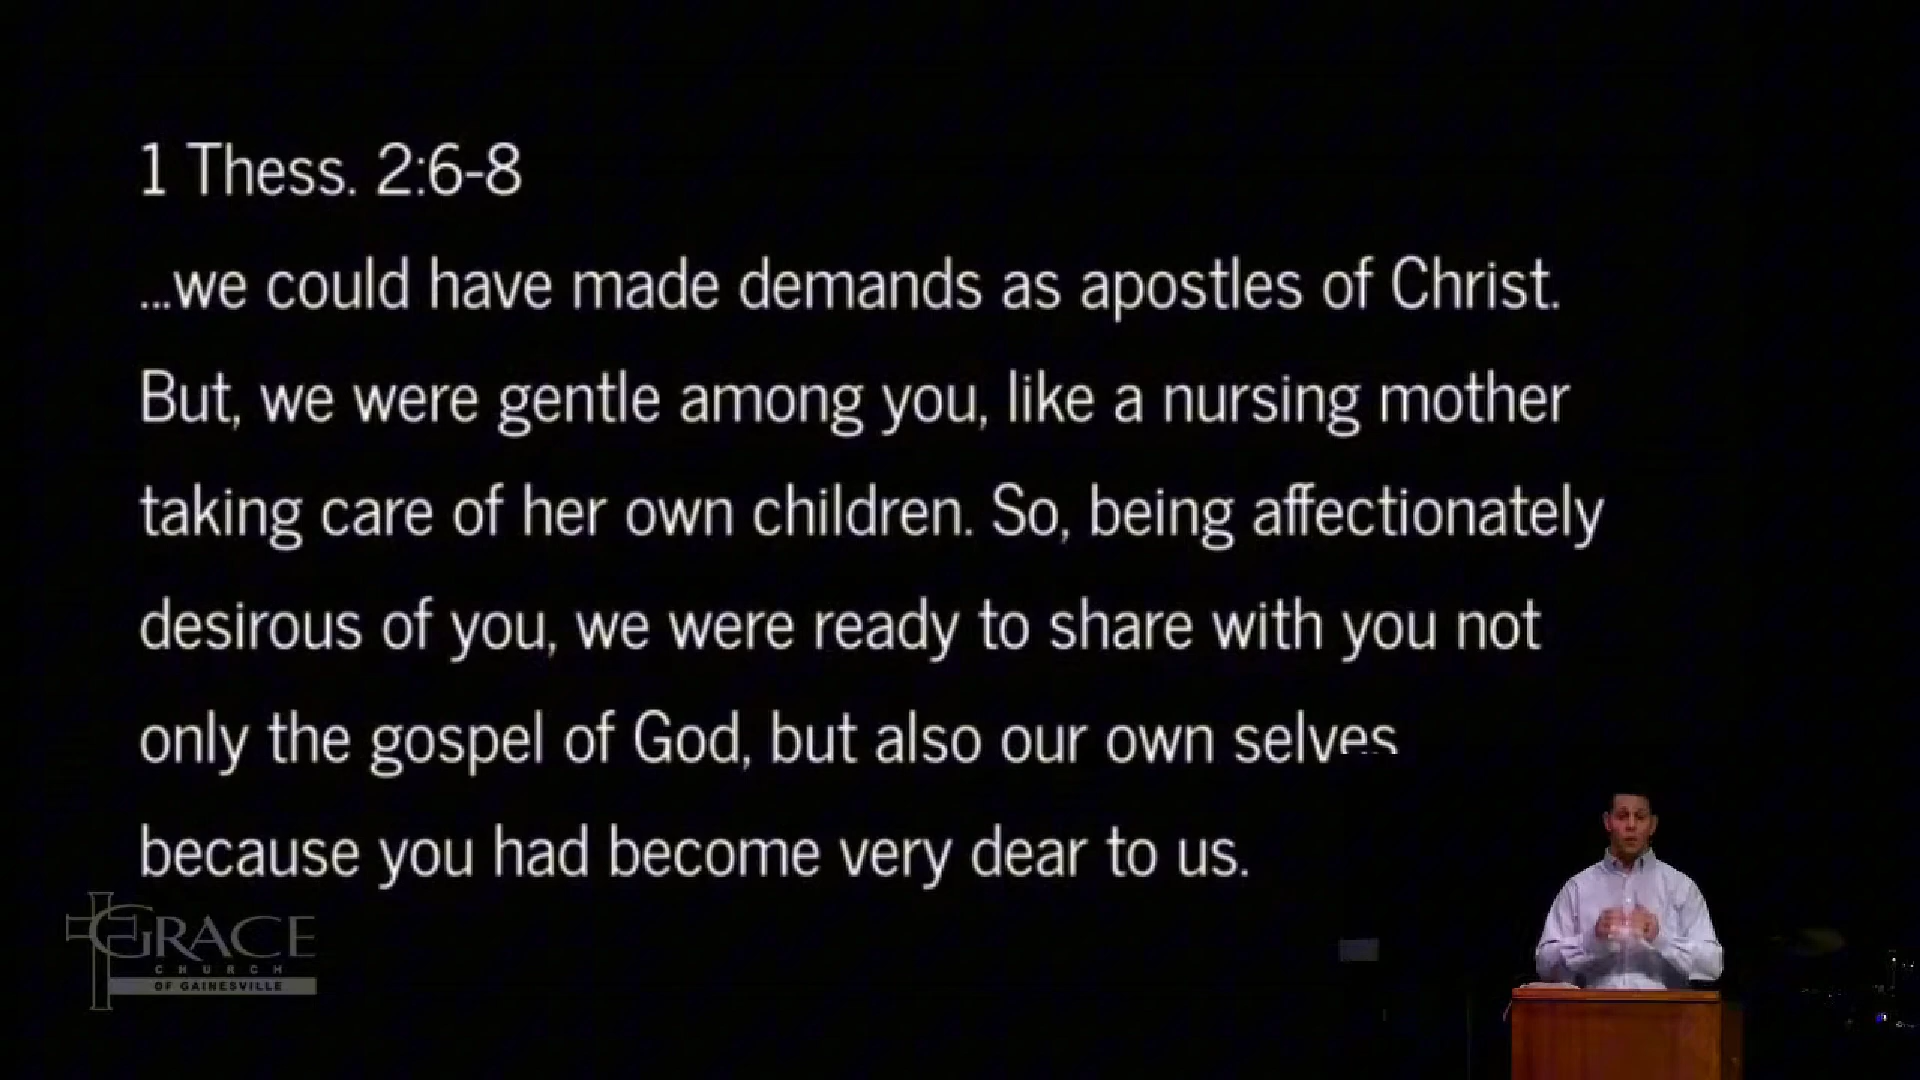 1 Thess. 2:6-8
...we could have made demands as apostles of Christ.
But, we were gentle among you, like a nursing mother
taking care of her own children. So, being affectionately
desirous of you, we were ready to share with you not
only the gospel of God, but also our own selves
because you had become very dear to us.
GRACE
CHURCH
OF GAINESVILLE